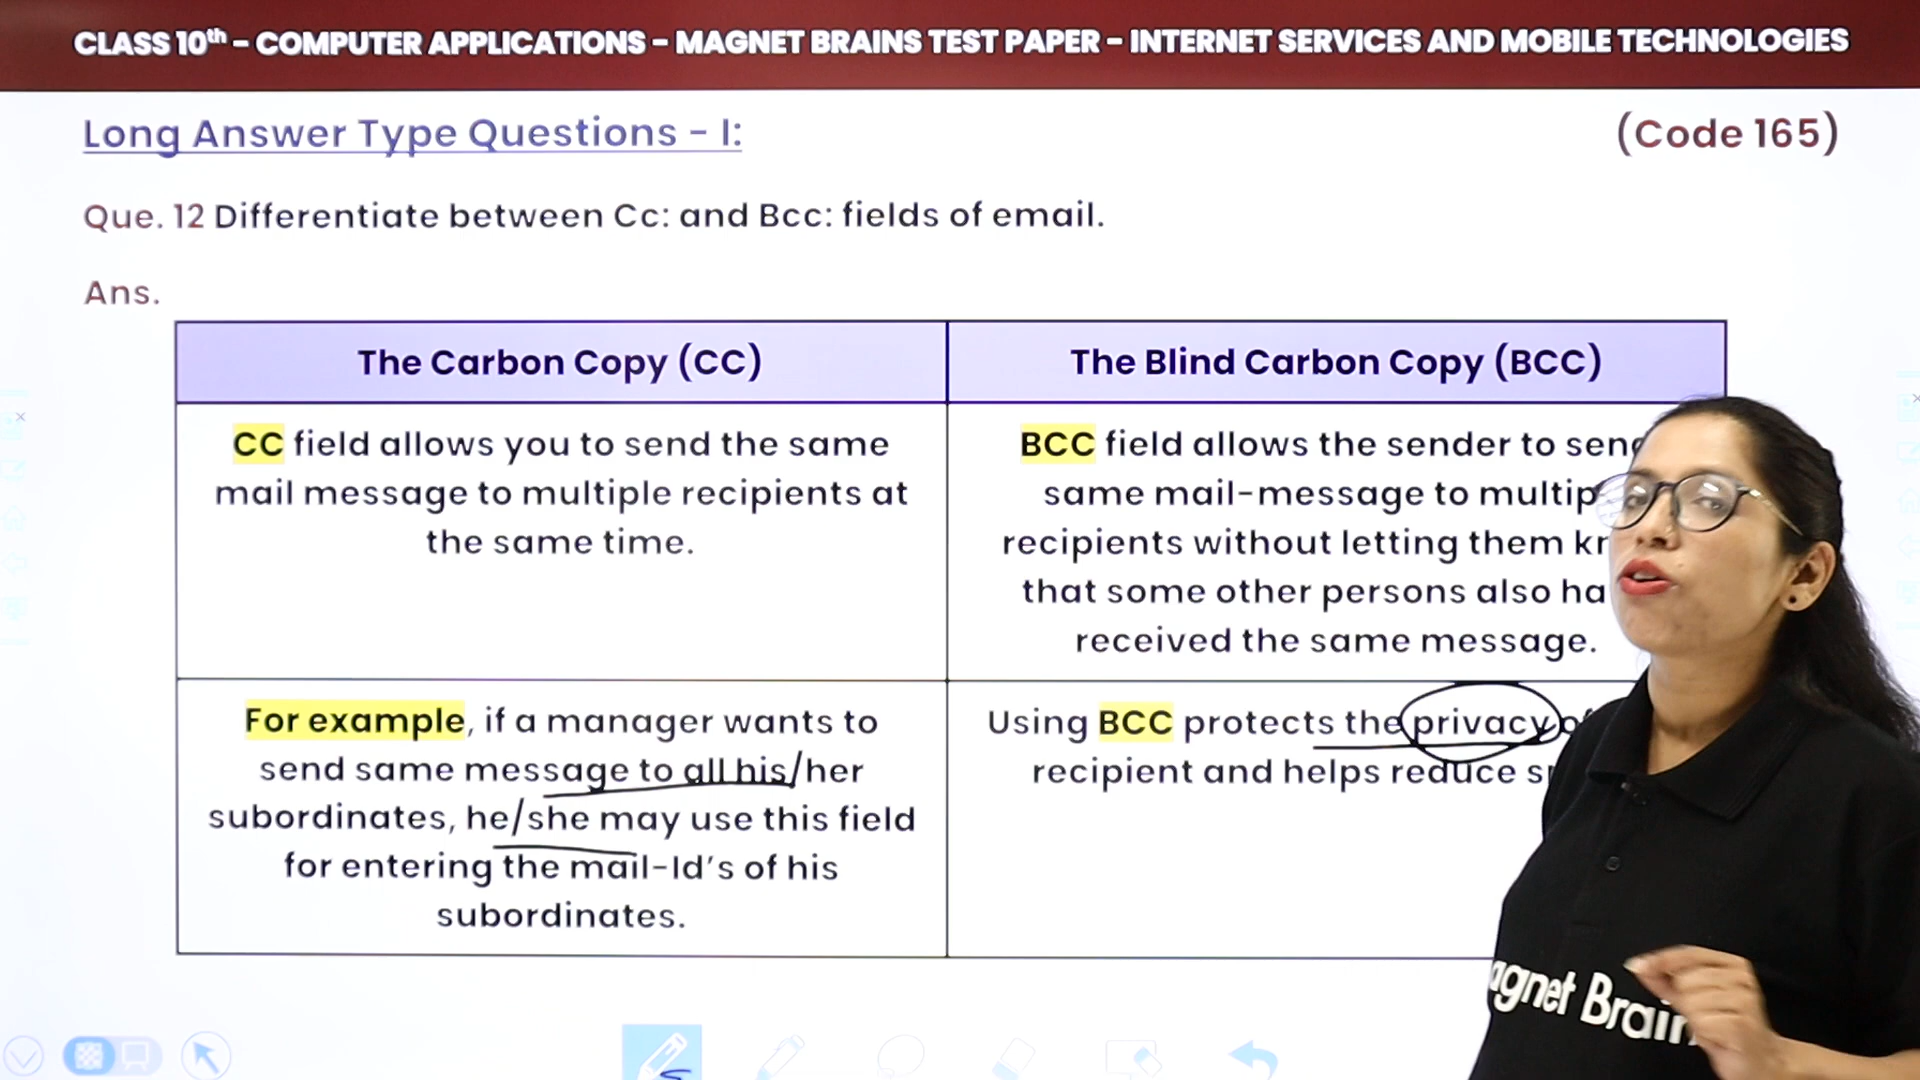 CLASS 10th - COMPUTER APPLICATIONS - MAGNET BRAINS TEST PAPER - INTERNET SERVICES AND MOBILE TECHNOLOGIES
Long Answer Type Questions - I:
(Code 165)
Que. 12 Differentiate between Cc: and Bcc: fields of email.
Ans.
The Carbon Copy (CC)
CC field allows you to send the same
mail message to multiple recipients at
the same time.
For example, if a manager wants to
send same message to all his/her
subordinates, he/she may use this field
for entering the mail-Id's of his
subordinates.
The Blind Carbon Copy (BCC)
BCC field allows the sender to
same mail-message to
recipients without letting them
that some other persons also
received the same message.
Using BCC protects the privacy
recipient and helps reduce